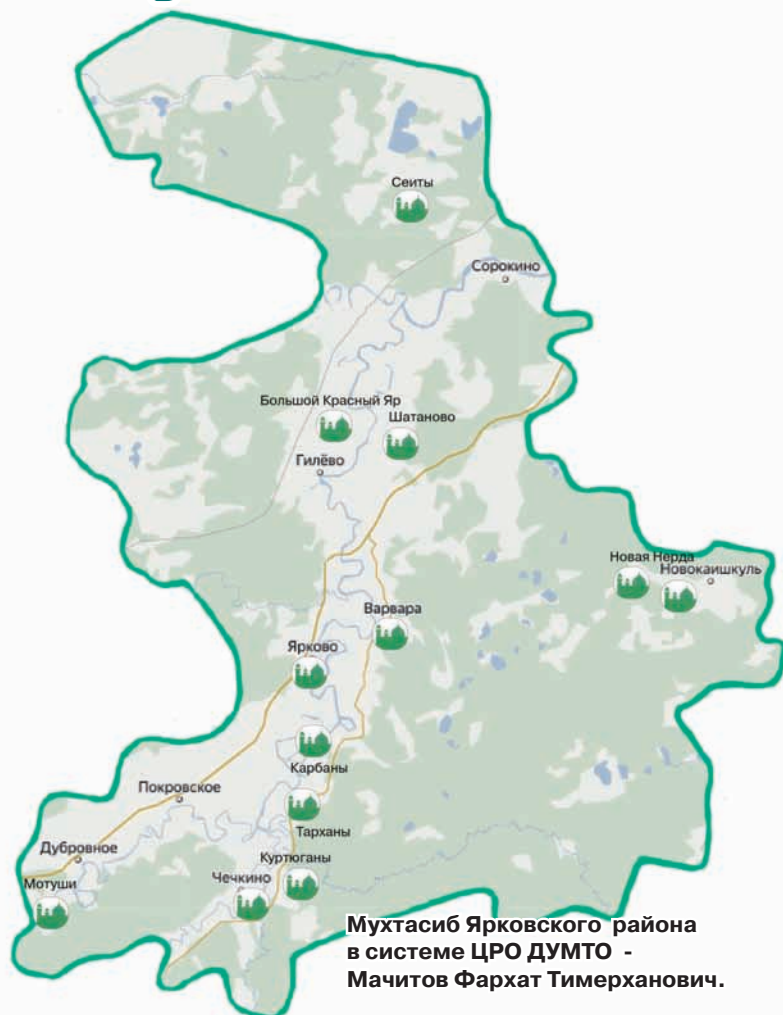 Сеиты
Сорокино
Большой Красный Яр
Шатаново
Гилёво
Новая Нерда
Новокаишкуль
Варвара
Ярково
Карбаны
Покровское
Тарханы
Дубровное
Куртюганы
Мотуши
Чечкино
Мухтасиб Ярковского района
в системе ЦРО ДУМТО -
Мачитов Фархат Тимерханович.